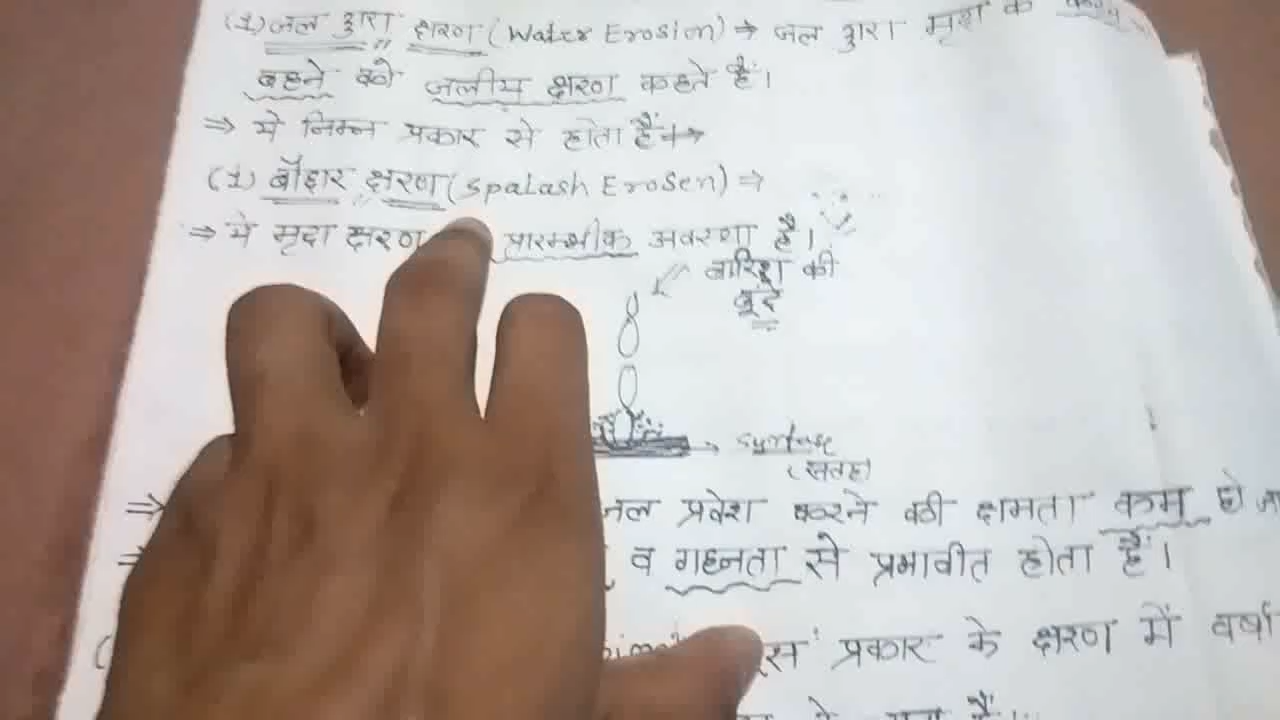 (1) जल द्वारा क्षरण (Water Erosion) ⇒ जल द्वारा मृदा के
बहने को जलीय क्षरण कहते हैं।
⇒ ये निम्न प्रकार से होता हैं→
(1) बौछार क्षरण (Spalash Erosen) ⇒
⇒ ये मृदा क्षरण प्रारम्भीक अवस्था है।
बारिश की
बूंदे
surface
(सतह)
⇒ जल प्रवेश करने की क्षमता कम हो जा
⇒ व गहनता से प्रभावीत होता हैं।
इस प्रकार के क्षरण में वर्षा